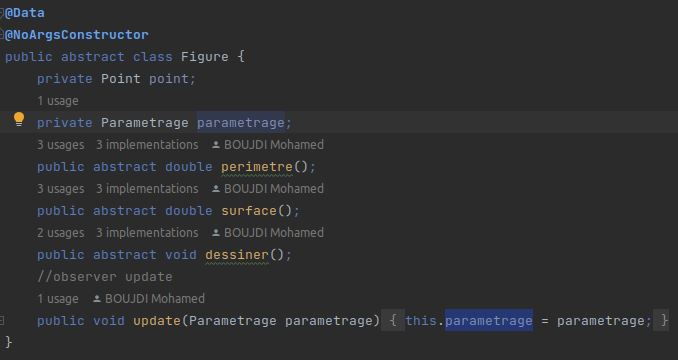 @Data
@NoArgsConstructor
public abstract class Figure {
private Point point;
1 usage
private Parametrage parametrage;
3 usages 3 implementations BOUJDI Mohamed
public abstract double perimetre();
3 usages 3 implementations BOUJDI Mohamed
public abstract double surface();
2 usages 3 implementations BOUJDI Mohamed
public abstract void dessiner();
//observer update
1 usage BOUJDI Mohamed
public void update(Parametrage parametrage) { this.parametrage = parametrage; }
}